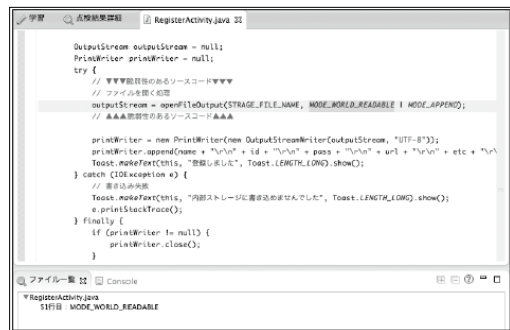 学習 点検結果詳細 RegisterActivity.java
OutputStream outputStream = null;
PrintWriter printWriter = null;
try {
// ▼▼▼脆弱性のあるソースコード▼▼▼
// ファイルを開く処理
outputStream = openFileOutput(STRAGE_FILE_NAME, MODE_WORLD_READABLE | MODE_APPEND);
// ▲▲▲脆弱性のあるソースコード▲▲▲
printWriter = new PrintWriter(new OutputStreamWriter(outputStream, "UTF-8"));
printWriter.append(name + "\r\n" + id + "\r\n" + pass + "\r\n" + url + "\r\n" + etc + "\r\
Toast.makeText(this, "登録しました", Toast.LENGTH_LONG).show();
} catch (IOException e) {
// 書き込み失敗
Toast.makeText(this, "内部ストレージに書き込めませんでした", Toast.LENGTH_LONG).show();
e.printStackTrace();
} finally {
if (printWriter != null) {
printWriter.close();
}
ファイル一覧 Console
▼RegisterActivity.java
51行目 : MODE_WORLD_READABLE